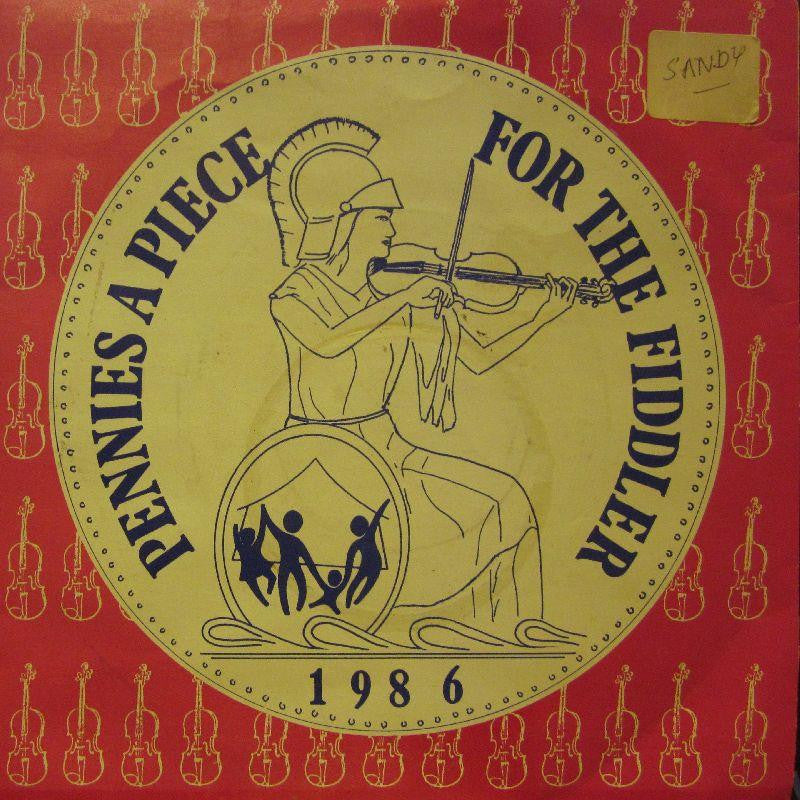 SANDY
PENNIES A PIECE
FOR THE FIDDLER
1986